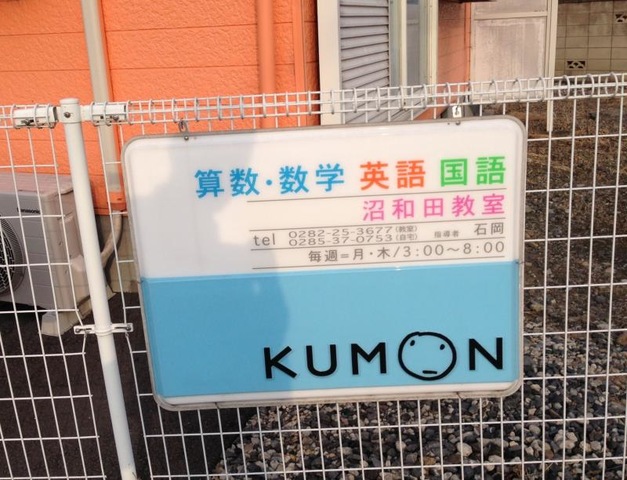 算数・数学 英語 国語
沼和田教室
tel 0282-25-3677(教室) 指導者 石岡
0285-37-0753(自宅)
毎週=月・木/3:00～8:00
KUMON